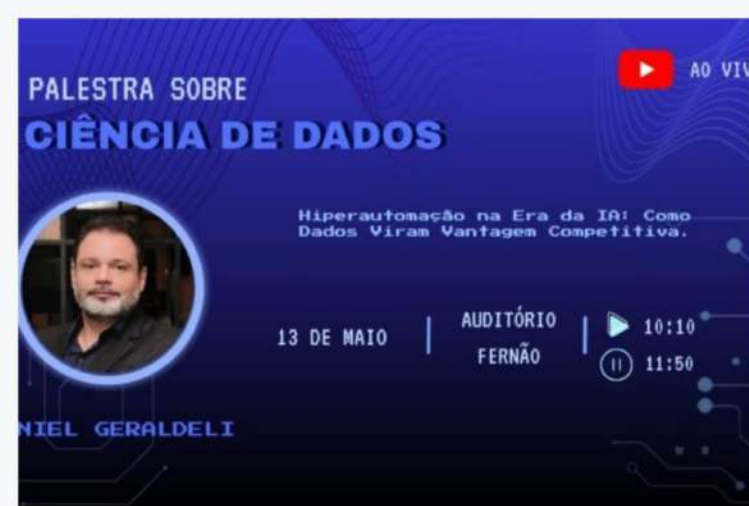 PALESTRA SOBRE
CIÊNCIA DE DADOS
AO VIV
Hiperautomação na Era da IA: Como
Dados Viram Vantagem Competitiva.
13 DE MAIO
AUDITÓRIO
FERNÃO
10:10
11:50
NIEL GERALDELI